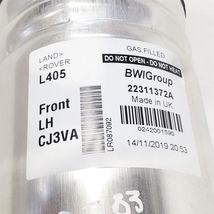 LAND>
<ROVER
L405
Front
LH
CJ3VA
LR087092
GAS FILLED
DO NOT OPEN - DO NOT HEAT
BWIGroup
22311372A
Made in UK
0242001590
14/11/2019 20:53
83